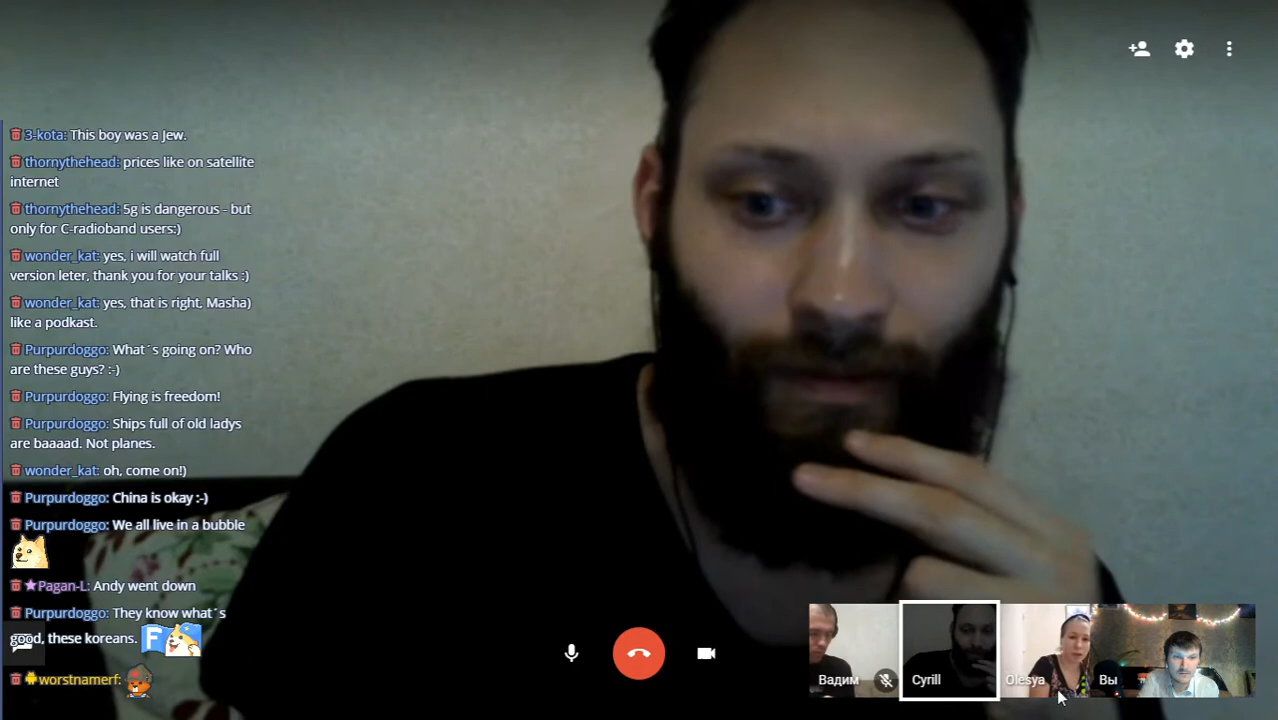 3-kota: This boy was a Jew.
thornythehead: prices like on satellite
internet
thornythehead: 5g is dangerous - but
only for C-radioband users:)
wonder_kat: yes, i will watch full
version leter, thank you for your talks :)
wonder_kat: yes, that is right, Masha)
like a podkast.
Purpurdoggo: What´s going on? Who
are these guys? :-)
Purpurdoggo: Flying is freedom!
Purpurdoggo: Ships full of old ladys
are baaaad. Not planes.
wonder_kat: oh, come on!)
Purpurdoggo: China is okay :-)
Purpurdoggo: We all live in a bubble
Pagan-L: Andy went down
Purpurdoggo: They know what´s
good, these koreans. F
worstnamerf:
Вадим
Cyrill
Olesya
Вы